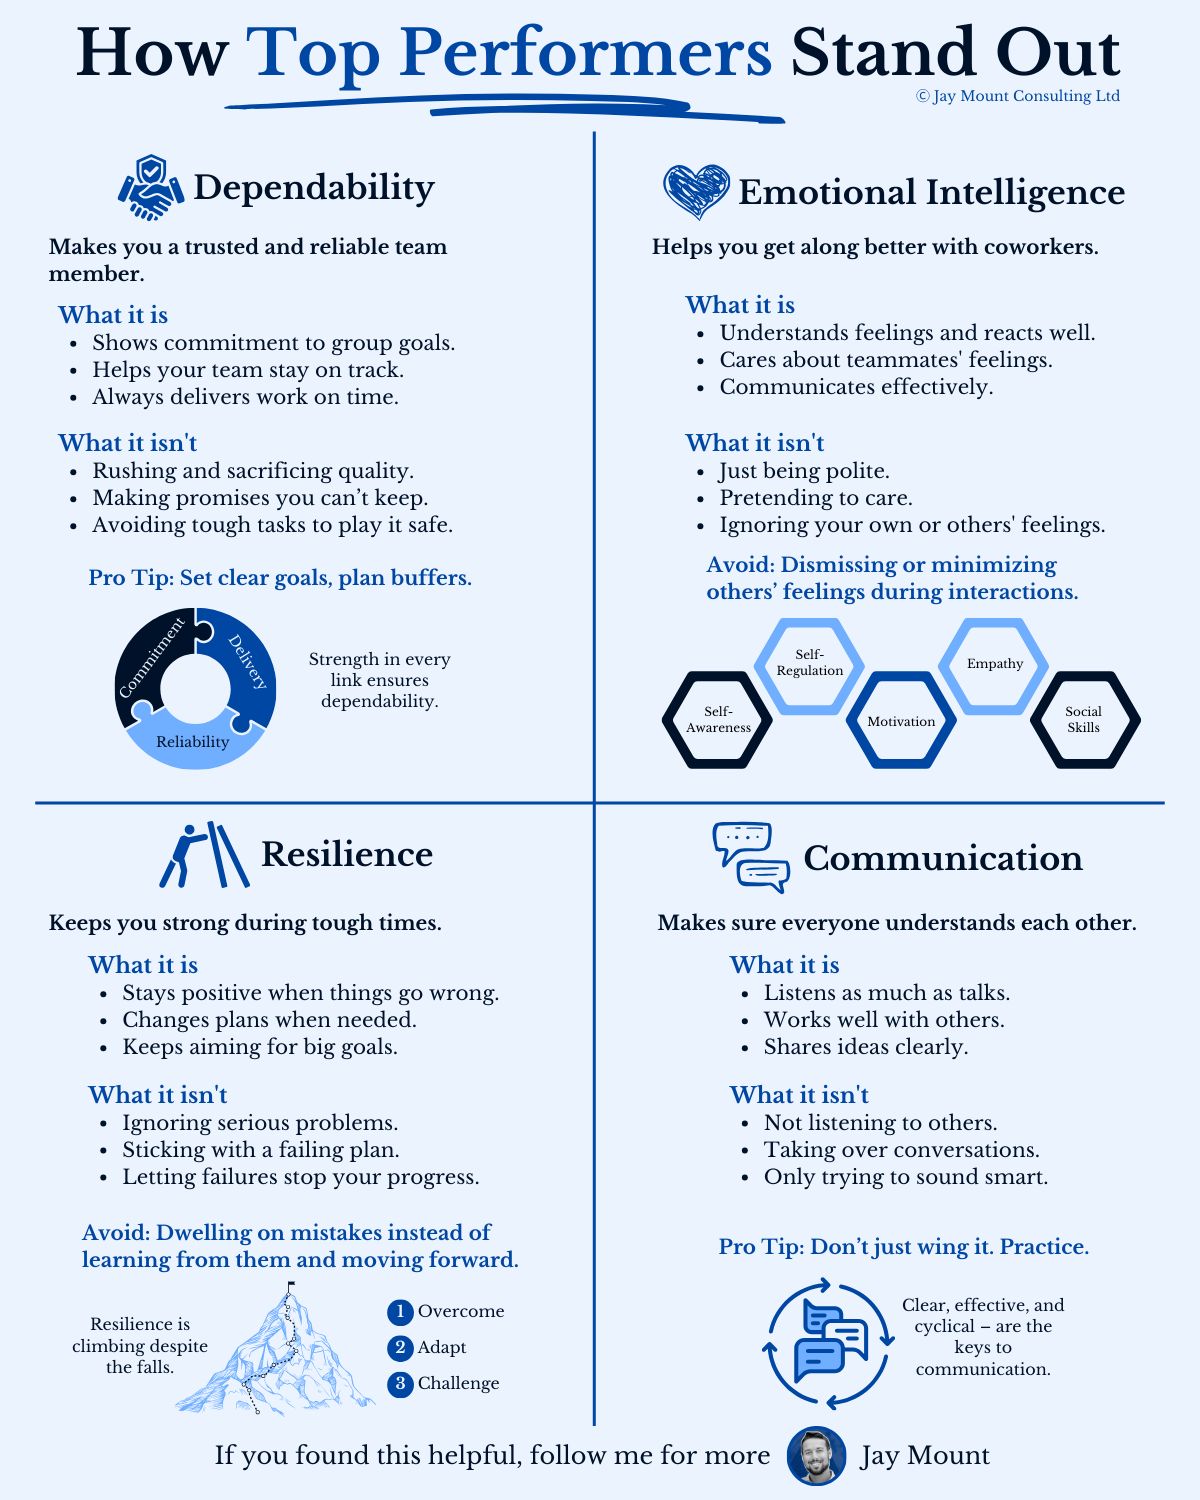 How Top Performers Stand Out
© Jay Mount Consulting Ltd
Dependability
Makes you a trusted and reliable team
member.
What it is
• Shows commitment to group goals.
• Helps your team stay on track.
• Always delivers work on time.
What it isn't
• Rushing and sacrificing quality.
• Making promises you can’t keep.
• Avoiding tough tasks to play it safe.
Pro Tip: Set clear goals, plan buffers.
Commitment
Delivery
Reliability
Strength in every
link ensures
dependability.
Emotional Intelligence
Helps you get along better with coworkers.
What it is
• Understands feelings and reacts well.
• Cares about teammates' feelings.
• Communicates effectively.
What it isn't
• Just being polite.
• Pretending to care.
• Ignoring your own or others' feelings.
Avoid: Dismissing or minimizing
others’ feelings during interactions.
Self-
Awareness
Self-
Regulation
Motivation
Empathy
Social
Skills
Resilience
Keeps you strong during tough times.
What it is
• Stays positive when things go wrong.
• Changes plans when needed.
• Keeps aiming for big goals.
What it isn't
• Ignoring serious problems.
• Sticking with a failing plan.
• Letting failures stop your progress.
Avoid: Dwelling on mistakes instead of
learning from them and moving forward.
Resilience is
climbing despite
the falls.
1 Overcome
2 Adapt
3 Challenge
Communication
Makes sure everyone understands each other.
What it is
• Listens as much as talks.
• Works well with others.
• Shares ideas clearly.
What it isn't
• Not listening to others.
• Taking over conversations.
• Only trying to sound smart.
Pro Tip: Don’t just wing it. Practice.
Clear, effective, and
cyclical – are the
keys to
communication.
If you found this helpful, follow me for more Jay Mount